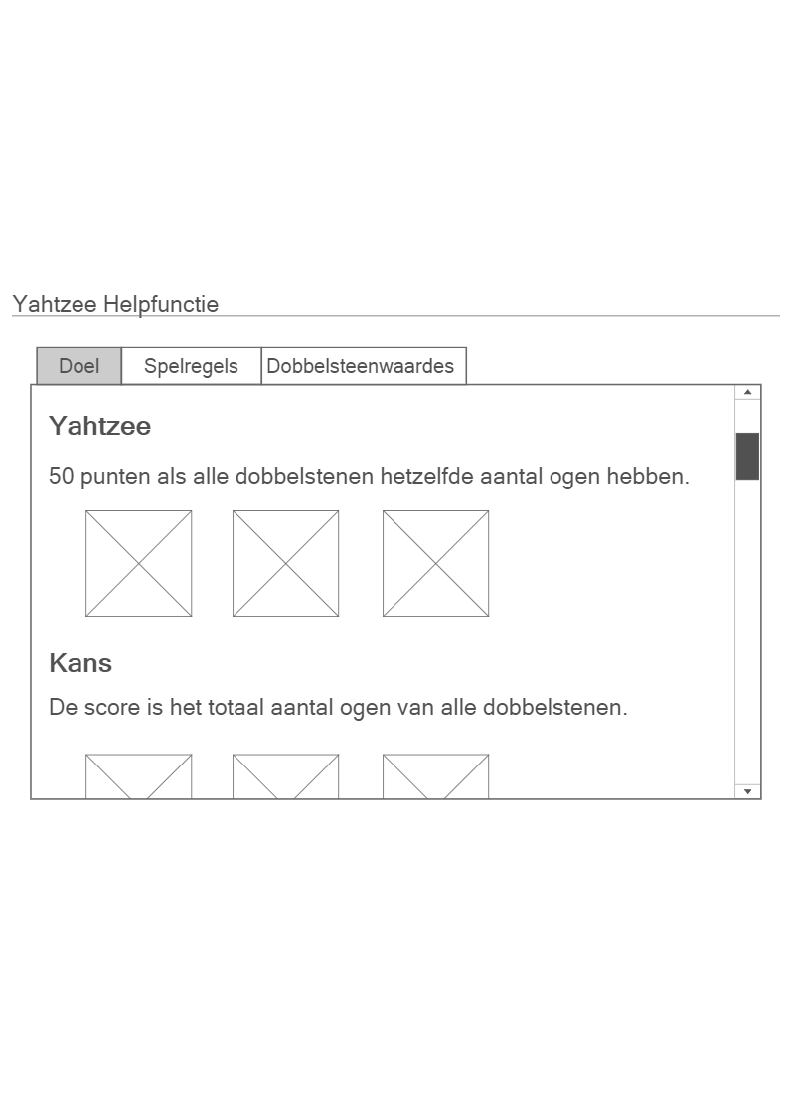 Yahtzee Helpfunctie
Doel
Spelregels
Dobbelsteenwaardes
Yahtzee
50 punten als alle dobbelstenen hetzelfde aantal ogen hebben.
Kans
De score is het totaal aantal ogen van alle dobbelstenen.